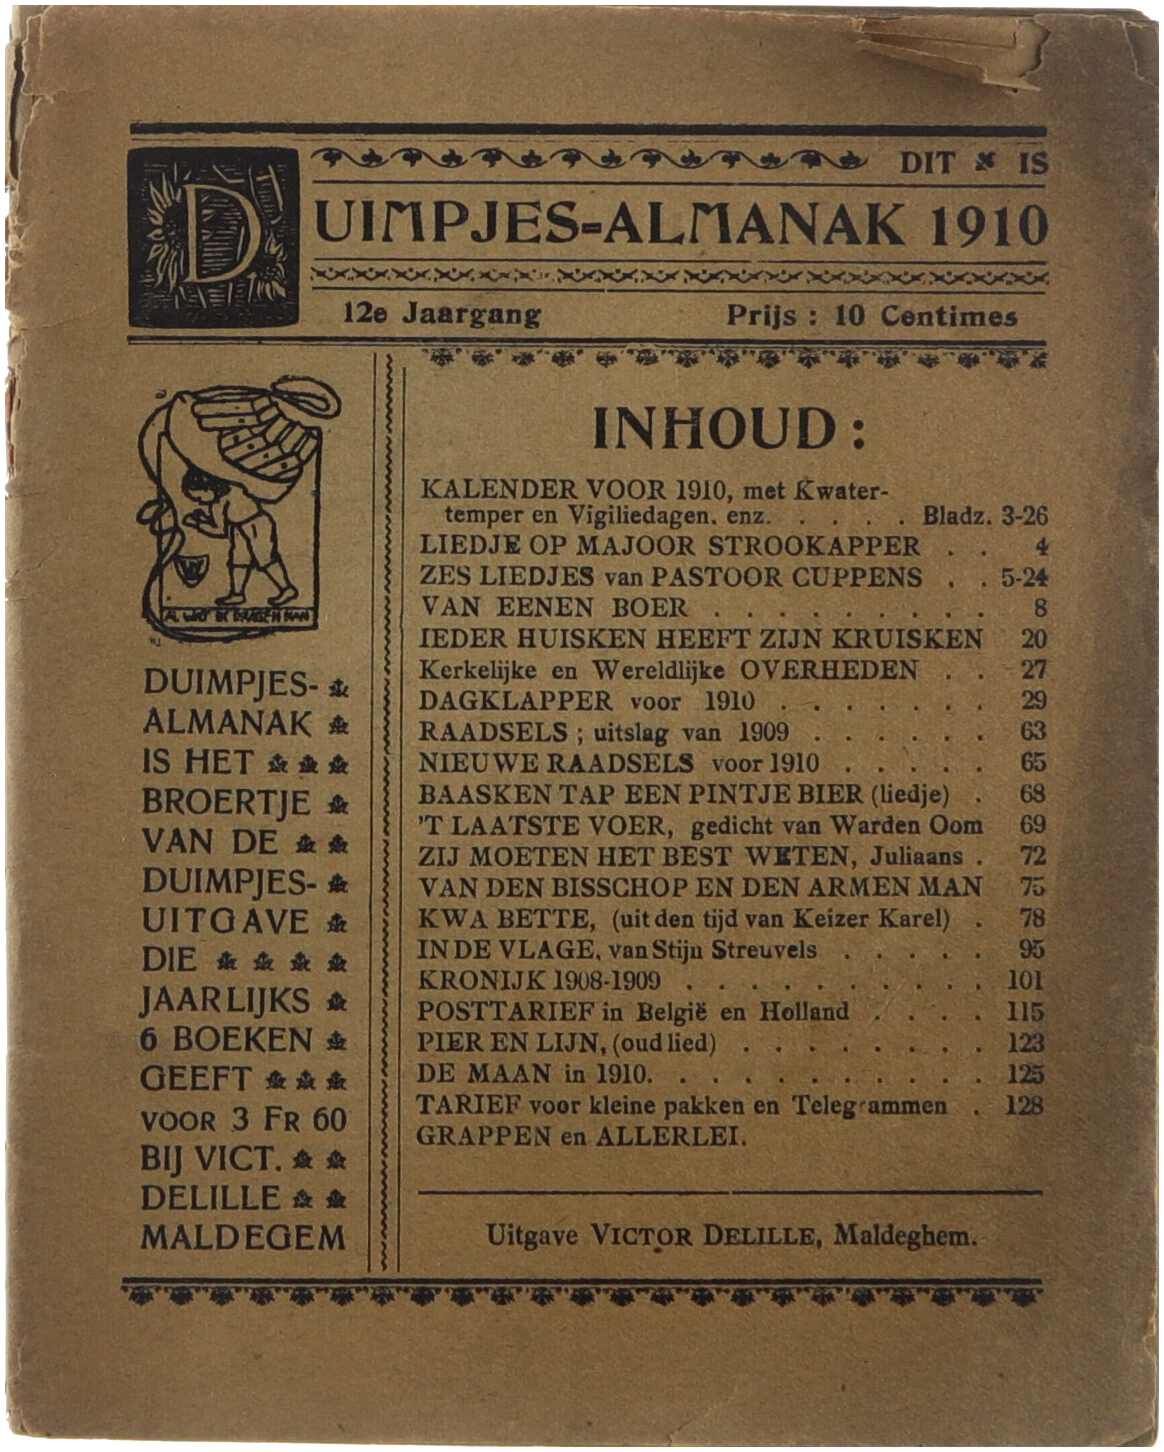 DIT IS
DUIMPJES-ALMANAK 1910
12e Jaargang Prijs : 10 Centimes
AL WAT IK DRAGEN KAN
DUIMPJES-
ALMANAK
IS HET
BROERTJE
VAN DE
DUIMPJES-
UITGAVE
DIE
JAARLIJKS
6 BOEKEN
GEEFT
VOOR 3 FR 60
BIJ VICT.
DELILLE
MALDEGEM
INHOUD :
KALENDER VOOR 1910, met Kwater-
temper en Vigiliedagen. enz. . . . . . Bladz. 3-26
LIEDJE OP MAJOOR STROOKAPPER . . 4
ZES LIEDJES van PASTOOR CUPPENS . . 5-24
VAN EENEN BOER . . . . . . . . . 8
IEDER HUISKEN HEEFT ZIJN KRUISKEN 20
Kerkelijke en Wereldlijke OVERHEDEN . . 27
DAGKLAPPER voor 1910 . . . . . . . 29
RAADSELS ; uitslag van 1909 . . . . . . 63
NIEUWE RAADSELS voor 1910 . . . . . 65
BAASKEN TAP EEN PINTJE BIER (liedje) . 68
'T LAATSTE VOER, gedicht van Warden Oom 69
ZIJ MOETEN HET BEST WETEN, Juliaans . 72
VAN DEN BISSCHOP EN DEN ARMEN MAN 75
KWA BETTE, (uit den tijd van Keizer Karel) . 78
IN DE VLAGE, van Stijn Streuvels . . . . . 95
KRONIJK 1908-1909 . . . . . . . . . . 101
POSTTARIEF in België en Holland . . . . 115
PIER EN LIJN, (oud lied) . . . . . . . . 123
DE MAAN in 1910. . . . . . . . . . . 125
TARIEF voor kleine pakken en Telegrammen . 128
GRAPPEN en ALLERLEI.
Uitgave VICTOR DELILLE, Maldeghem.